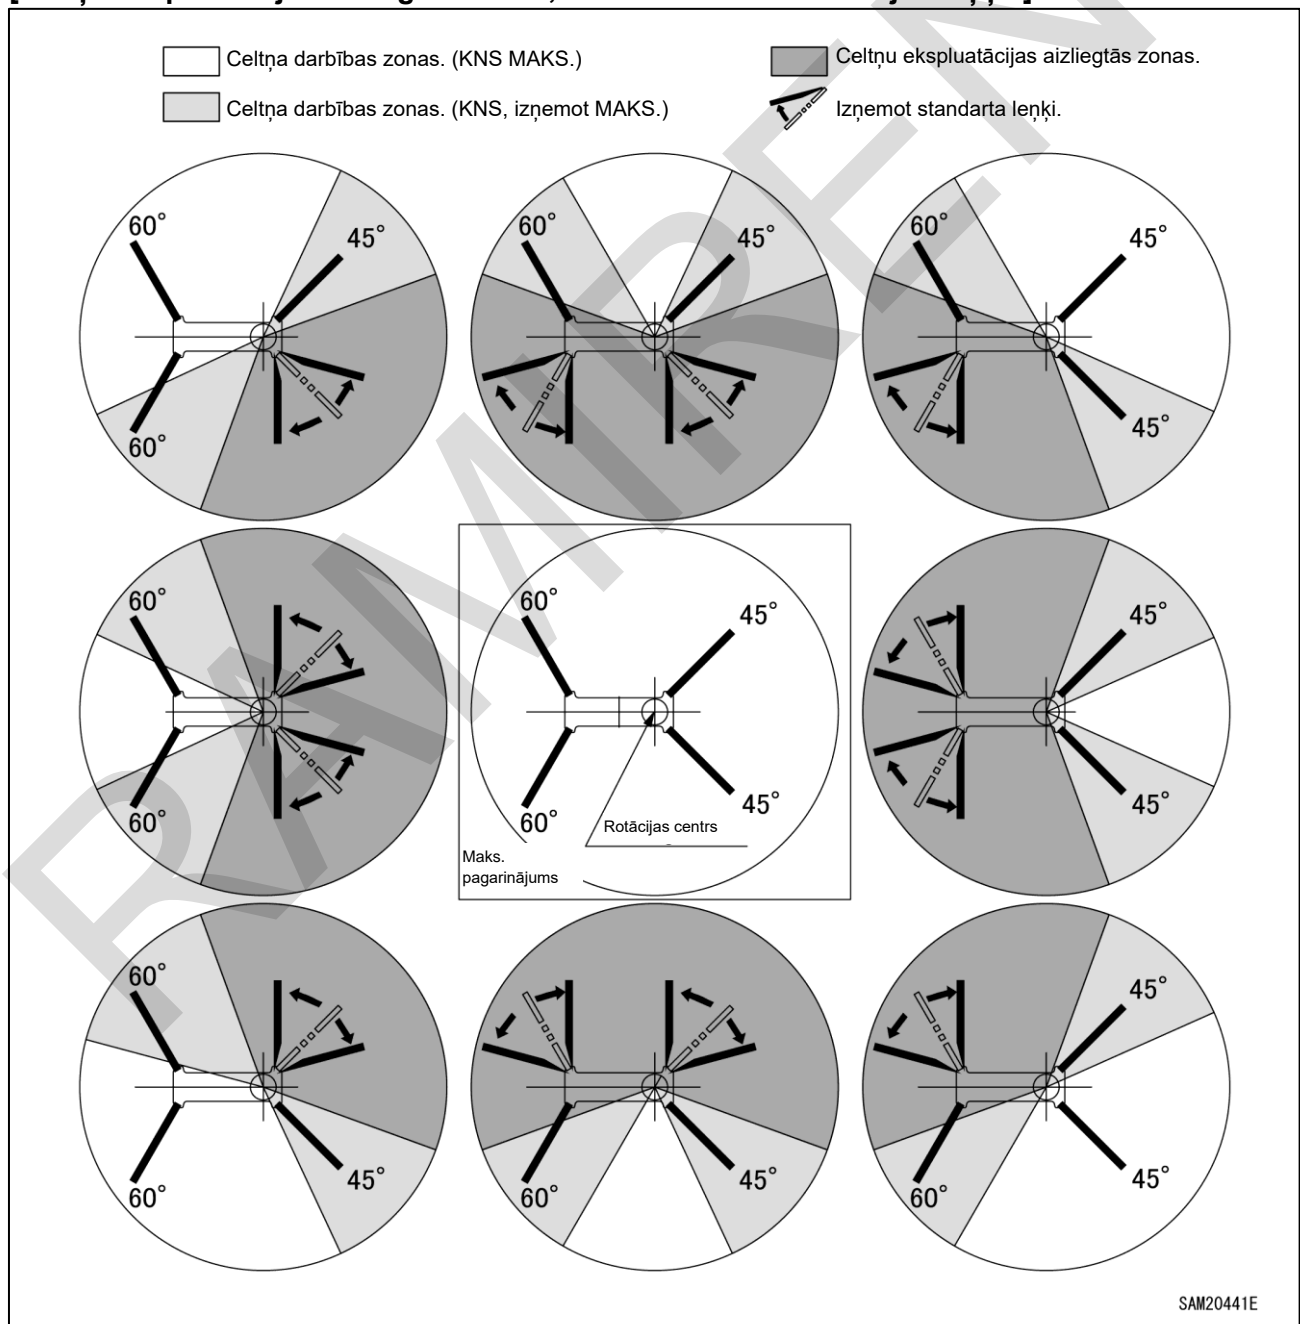 Celtņa darbības zonas. (KNS MAKS.)
Celtņu ekspluatācijas aizliegtās zonas.
Celtņa darbības zonas. (KNS, izņemot MAKS.)
Izņemot standarta leņķi.
60°
45°
60°
60°
45°
60°
45°
45°
60°
60°
60°
45°
60°
45°
Rotācijas centrs
Maks.
pagarinājums
45°
45°
60°
60°
45°
60°
45°
45°
60°
SAM20441E
RAMIREN